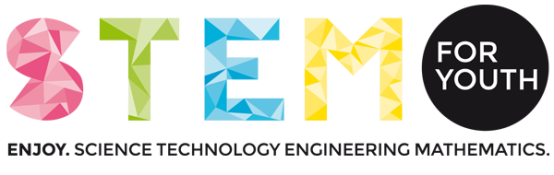 STEM FOR YOUTH
ENJOY. SCIENCE TECHNOLOGY ENGINEERING MATHEMATICS.